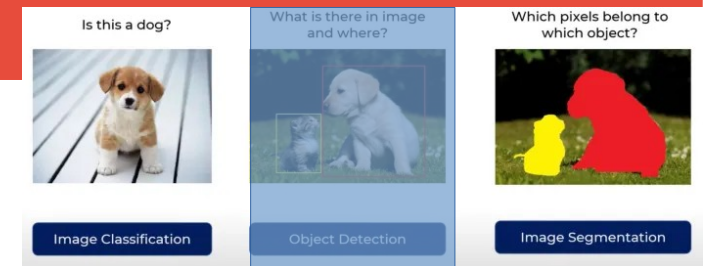 Is this a dog?
What is there in image
and where?
Which pixels belong to
which object?
Image Classification
Object Detection
Image Segmentation